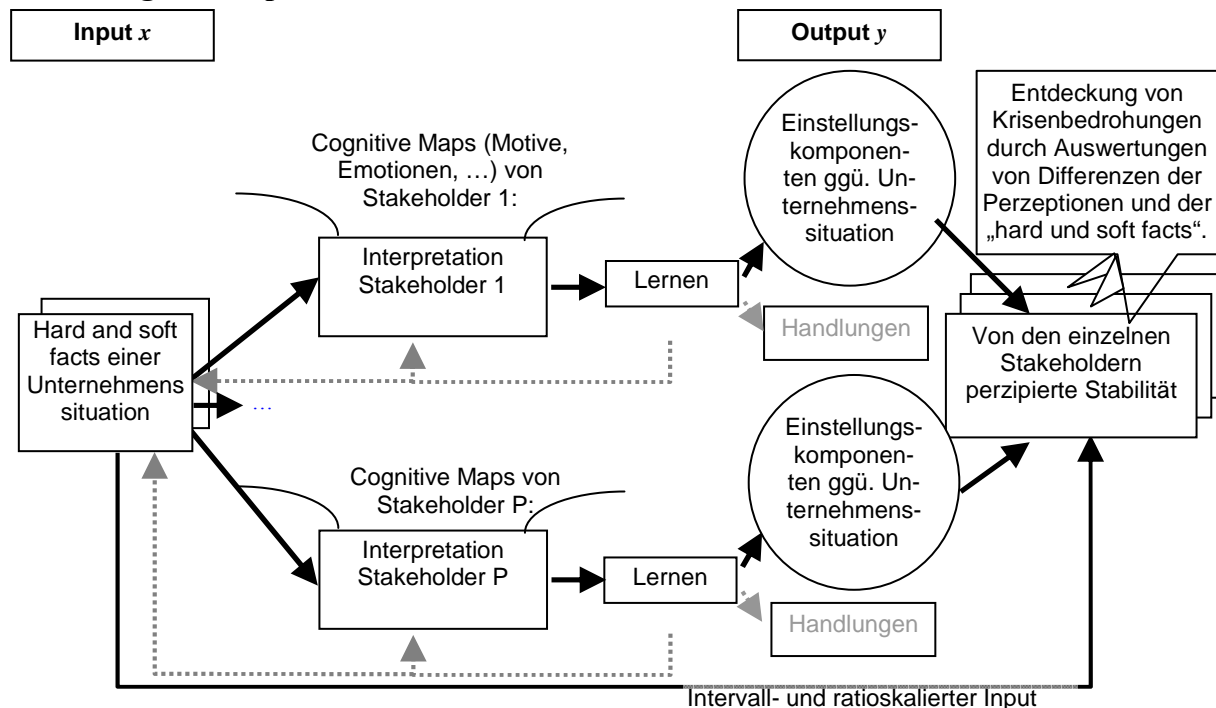 Input x
Output y
Entdeckung von
Krisenbedrohungen
durch Auswertungen
von Differenzen der
Perzeptionen und der
„hard und soft facts“.
Cognitive Maps (Motive,
Emotionen, …) von
Stakeholder 1:
Einstellungs-
komponen-
ten ggü. Un-
ternehmens-
situation
Interpretation
Stakeholder 1
Lernen
Handlungen
Hard and soft
facts einer
Unternehmens
situation
…
Von den einzelnen
Stakeholdern
perzipierte Stabilität
Cognitive Maps von
Stakeholder P:
Einstellungs-
komponen-
ten ggü. Un-
ternehmens-
situation
Interpretation
Stakeholder P
Lernen
Handlungen
Intervall- und ratioskalierter Input